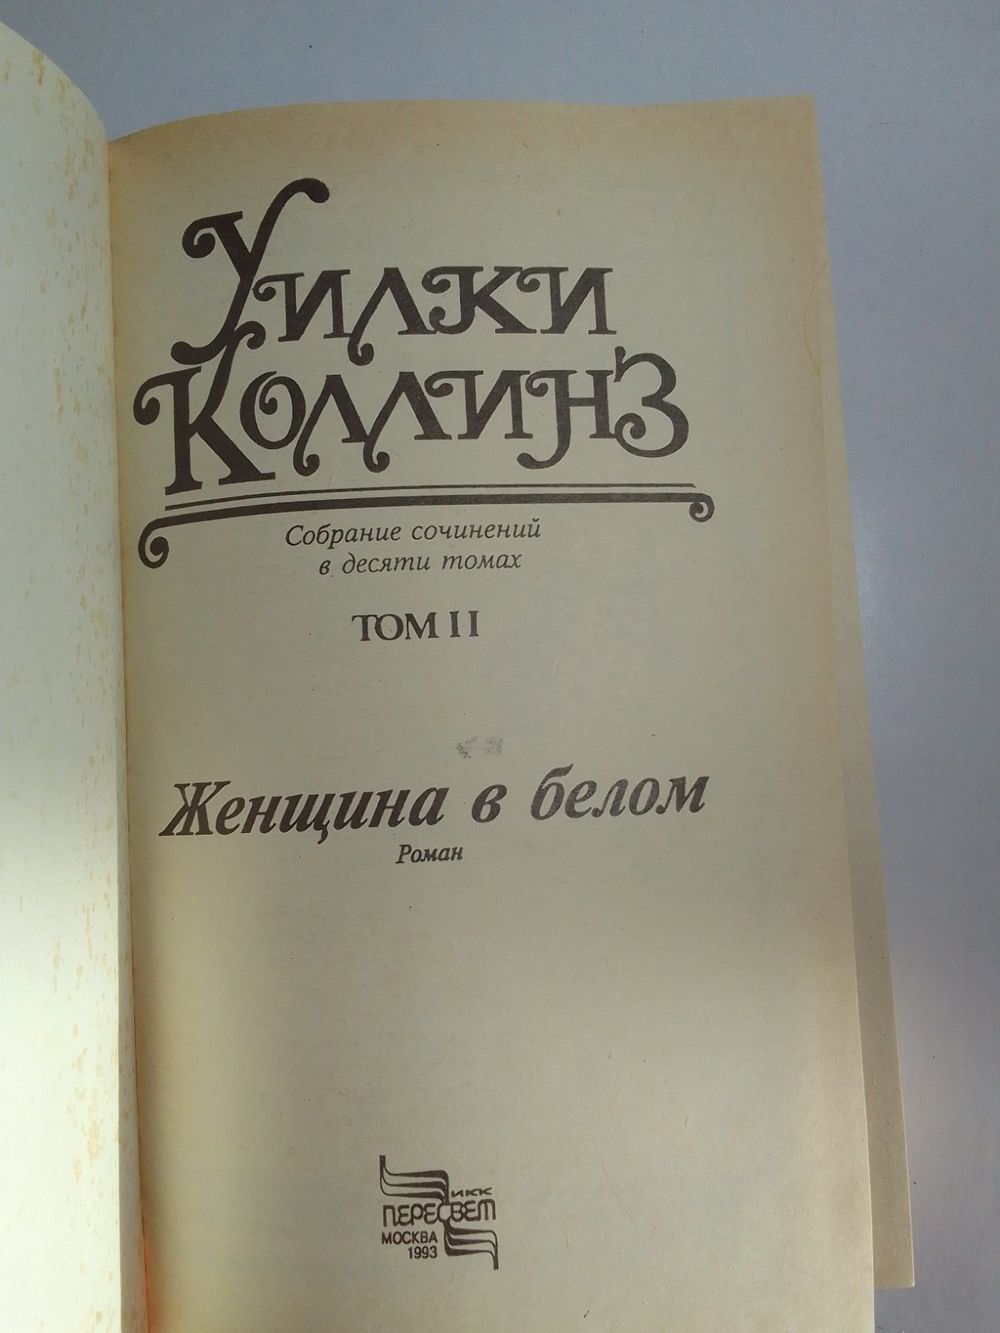 Уилки
Коллинз
Собрание сочинений
в десяти томах
ТОМ II
Женщина в белом
Роман
ИКК
ПЕРЕСВЕТ
МОСКВА
1993